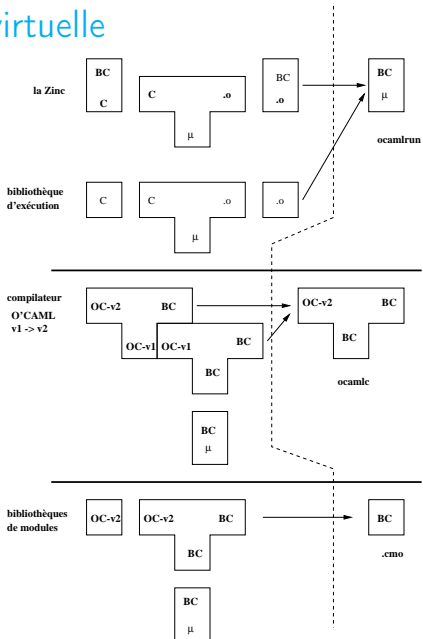 virtuelle
BC
C
la Zinc
C .o
µ
BC
.o
BC
µ
ocamlrun
bibliothèque
d'exécution
C
C .o
µ
.o
compilateur
O'CAML
v1 -> v2
OC-v2 BC
OC-v1
OC-v1 BC
BC
BC
µ
OC-v2 BC
BC
ocamlc
bibliothèques
de modules
OC-v2
OC-v2 BC
BC
BC
µ
BC
.cmo